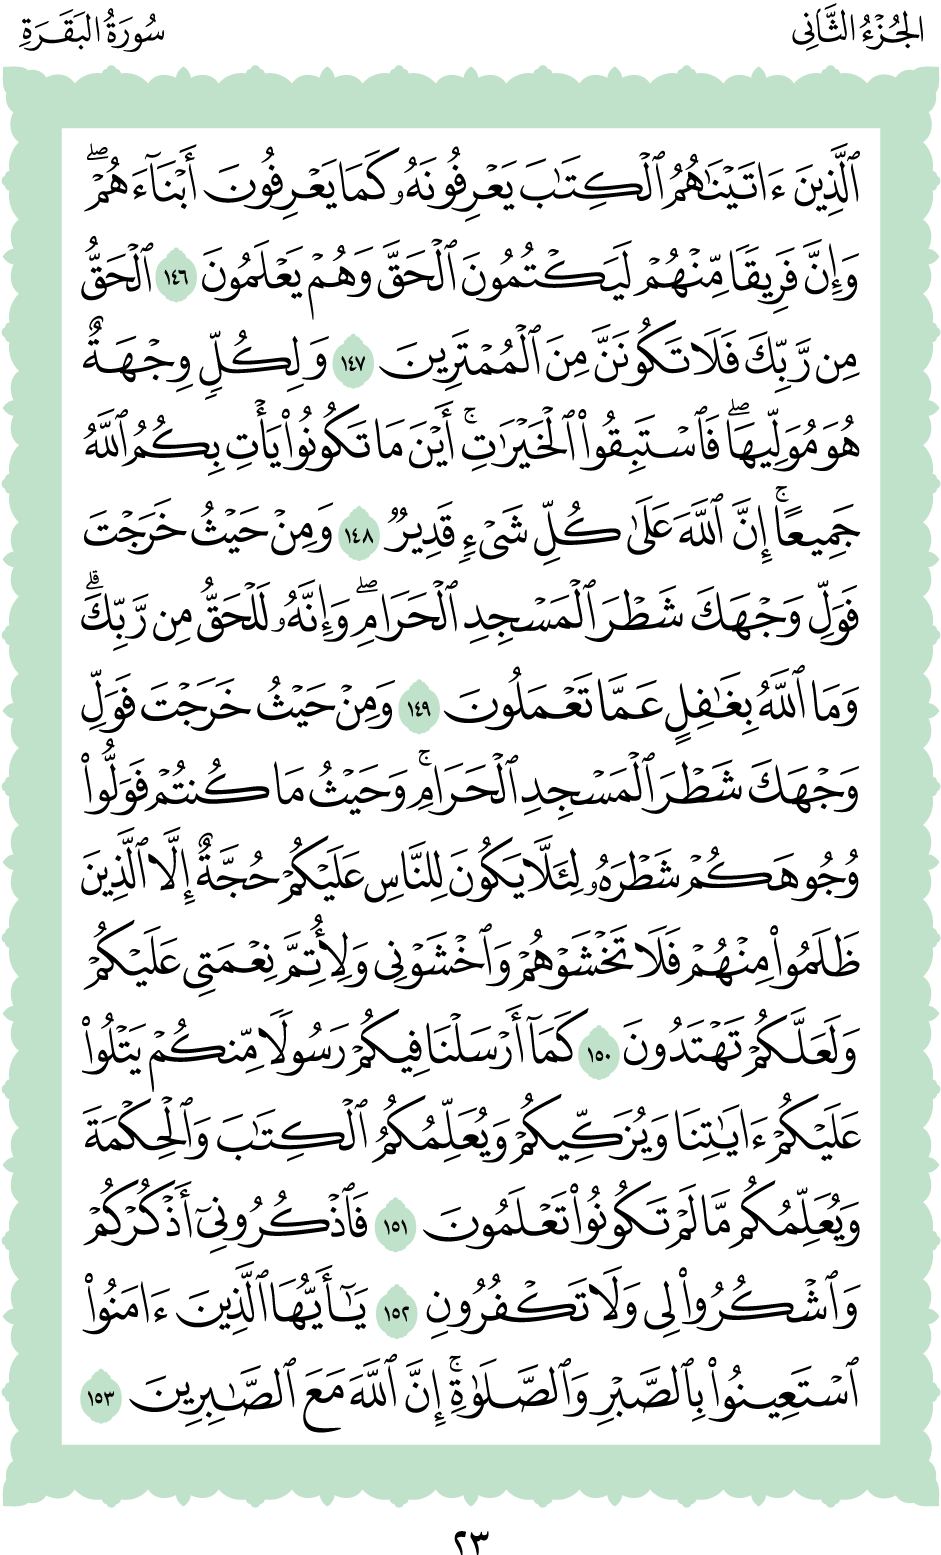 الجُزْءُ الثَّانِي
سُورَةُ البَقَرَةِ
ٱلَّذِينَ ءَاتَيْنَٰهُمُ ٱلْكِتَٰبَ يَعْرِفُونَهُۥ كَمَا يَعْرِفُونَ أَبْنَآءَهُمْۖ
وَإِنَّ فَرِيقًا مِّنْهُمْ لَيَكْتُمُونَ ٱلْحَقَّ وَهُمْ يَعْلَمُونَ ١٤٦ ٱلْحَقُّ
مِن رَّبِّكَ فَلَا تَكُونَنَّ مِنَ ٱلْمُمْتَرِينَ ١٤٧ وَلِكُلٍّ وِجْهَةٌ
هُوَ مُوَلِّيهَاۖ فَٱسْتَبِقُوا۟ ٱلْخَيْرَٰتِۚ أَيْنَ مَا تَكُونُوا۟ يَأْتِ بِكُمُ ٱللَّهُ
جَمِيعًاۚ إِنَّ ٱللَّهَ عَلَىٰ كُلِّ شَىْءٍ قَدِيرٌ ١٤٨ وَمِنْ حَيْثُ خَرَجْتَ
فَوَلِّ وَجْهَكَ شَطْرَ ٱلْمَسْجِدِ ٱلْحَرَامِۖ وَإِنَّهُۥ لَلْحَقُّ مِن رَّبِّكَۗ
وَمَا ٱللَّهُ بِغَٰفِلٍ عَمَّا تَعْمَلُونَ ١٤٩ وَمِنْ حَيْثُ خَرَجْتَ فَوَلِّ
وَجْهَكَ شَطْرَ ٱلْمَسْجِدِ ٱلْحَرَامِۚ وَحَيْثُ مَا كُنتُمْ فَوَلُّوا۟
وُجُوهَكُمْ شَطْرَهُۥ لِئَلَّا يَكُونَ لِلنَّاسِ عَلَيْكُمْ حُجَّةٌ إِلَّا ٱلَّذِينَ
ظَلَمُوا۟ مِنْهُمْ فَلَا تَخْشَوْهُمْ وَٱخْشَوْنِى وَلِأُتِمَّ نِعْمَتِى عَلَيْكُمْ
وَلَعَلَّكُمْ تَهْتَدُونَ ١٥٠ كَمَآ أَرْسَلْنَا فِيكُمْ رَسُولًا مِّنكُمْ يَتْلُوا۟
عَلَيْكُمْ ءَايَٰتِنَا وَيُزَكِّيكُمْ وَيُعَلِّمُكُمُ ٱلْكِتَٰبَ وَٱلْحِكْمَةَ
وَيُعَلِّمُكُم مَّا لَمْ تَكُونُوا۟ تَعْلَمُونَ ١٥١ فَٱذْكُرُونِىٓ أَذْكُرْكُمْ
وَٱشْكُرُوا۟ لِى وَلَا تَكْفُرُونِ ١٥٢ يَٰٓأَيُّهَا ٱلَّذِينَ ءَامَنُوا۟
ٱسْتَعِينُوا۟ بِٱلصَّبْرِ وَٱلصَّلَوٰةِۚ إِنَّ ٱللَّهَ مَعَ ٱلصَّٰبِرِينَ ١٥٣
٢٣